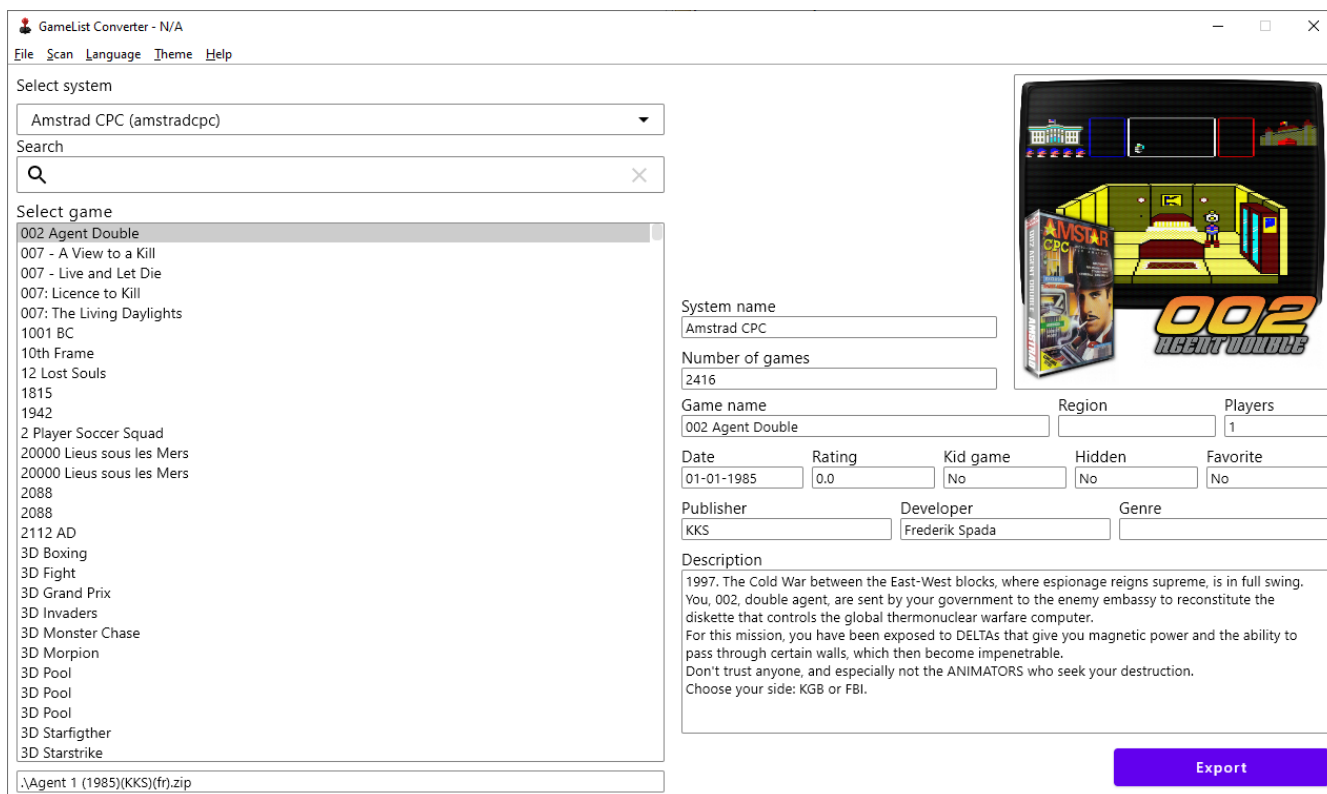 GameList Converter - N/A
File Scan Language Theme Help
Select system
Amstrad CPC (amstradcpc)
Search
Select game
002 Agent Double
007 - A View to a Kill
007 - Live and Let Die
007: Licence to Kill
007: The Living Daylights
1001 BC
10th Frame
12 Lost Souls
1815
1942
2 Player Soccer Squad
20000 Lieus sous les Mers
20000 Lieus sous les Mers
2088
2088
2112 AD
3D Boxing
3D Fight
3D Grand Prix
3D Invaders
3D Monster Chase
3D Morpion
3D Pool
3D Pool
3D Pool
3D Starfigther
3D Starstrike
.\Agent 1 (1985)(KKS)(fr).zip
AMSTAR
CPC
002 AGENT DOUBLE AMSTRAD
002
AGENT DOUBLE
System name
Amstrad CPC
Number of games
2416
Game name Region Players
002 Agent Double 1
Date Rating Kid game Hidden Favorite
01-01-1985 0.0 No No No
Publisher Developer Genre
KKS Frederik Spada
Description
1997. The Cold War between the East-West blocks, where espionage reigns supreme, is in full swing.
You, 002, double agent, are sent by your government to the enemy embassy to reconstitute the
diskette that controls the global thermonuclear warfare computer.
For this mission, you have been exposed to DELTAs that give you magnetic power and the ability to
pass through certain walls, which then become impenetrable.
Don't trust anyone, and especially not the ANIMATORS who seek your destruction.
Choose your side: KGB or FBI.
Export